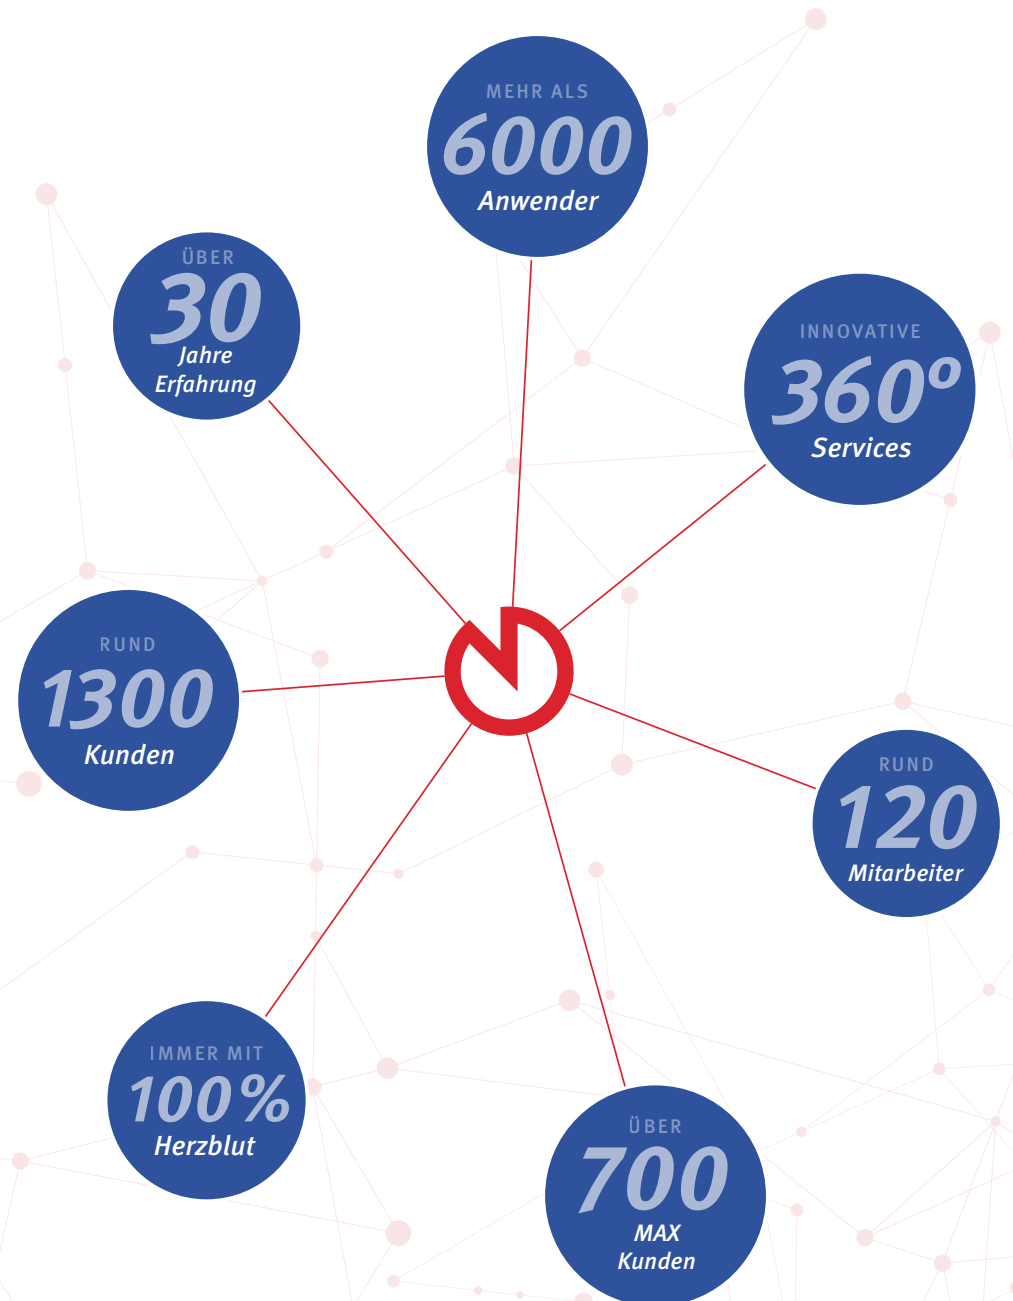 MEHR ALS
6000
Anwender
ÜBER
30
Jahre
Erfahrung
INNOVATIVE
360º
Services
RUND
1300
Kunden
RUND
120
Mitarbeiter
IMMER MIT
100%
Herzblut
ÜBER
700
MAX
Kunden